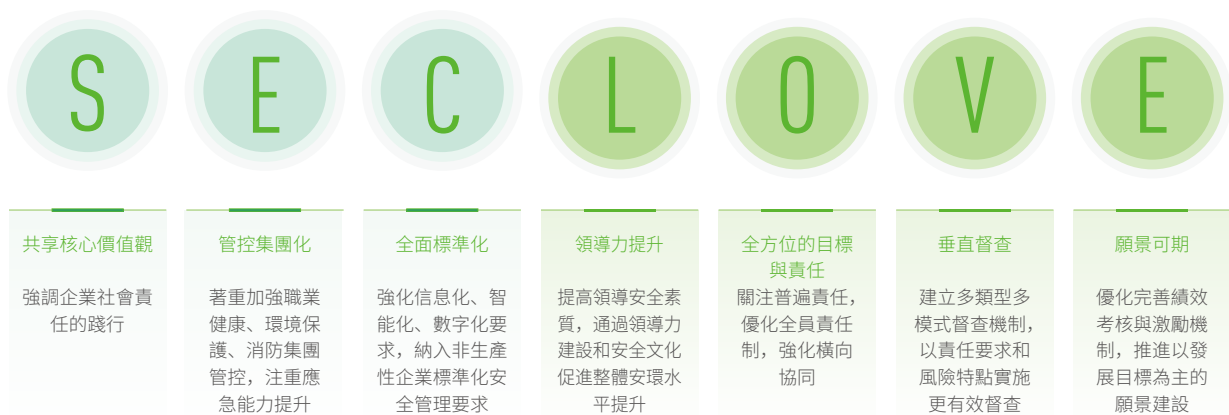 S
E
C
L
O
V
E
共享核心價值觀
強調企業社會責
任的踐行
管控集團化
著重加強職業
健康、環境保
護、消防集團
管控，注重應
急能力提升
全面標準化
強化信息化、智
能化、數字化要
求，納入非生產
性企業標準化安
全管理要求
領導力提升
提高領導安全素
質，通過領導力
建設和安全文化
促進整體安環水
平提升
全方位的目標
與責任
關注普遍責任，
優化全員責任
制，強化橫向
協同
垂直督查
建立多類型多
模式督查機制，
以責任要求和
風險特點實施
更有效督查
願景可期
優化完善績效
考核與激勵機
制，推進以發
展目標為主的
願景建設